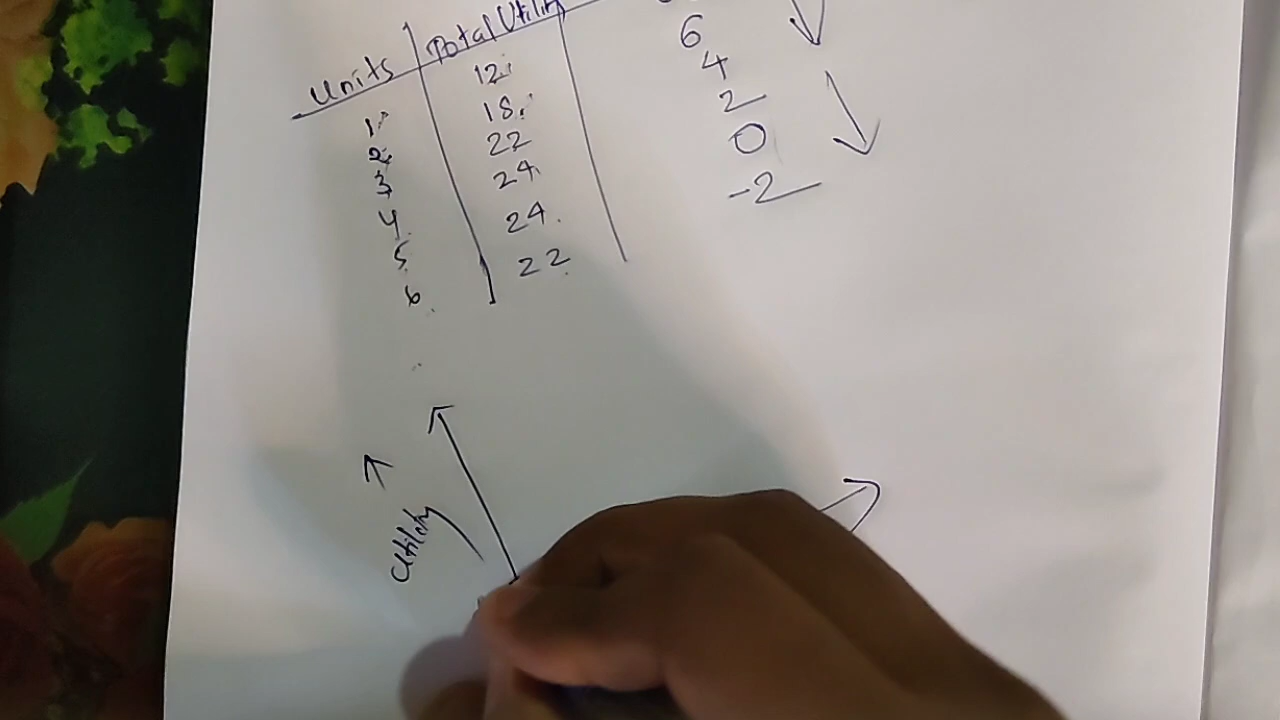 Units Total Utility
1 12
2 18 6
3 22 4
4 24 2
5 24 0
6 22 -2
Utility